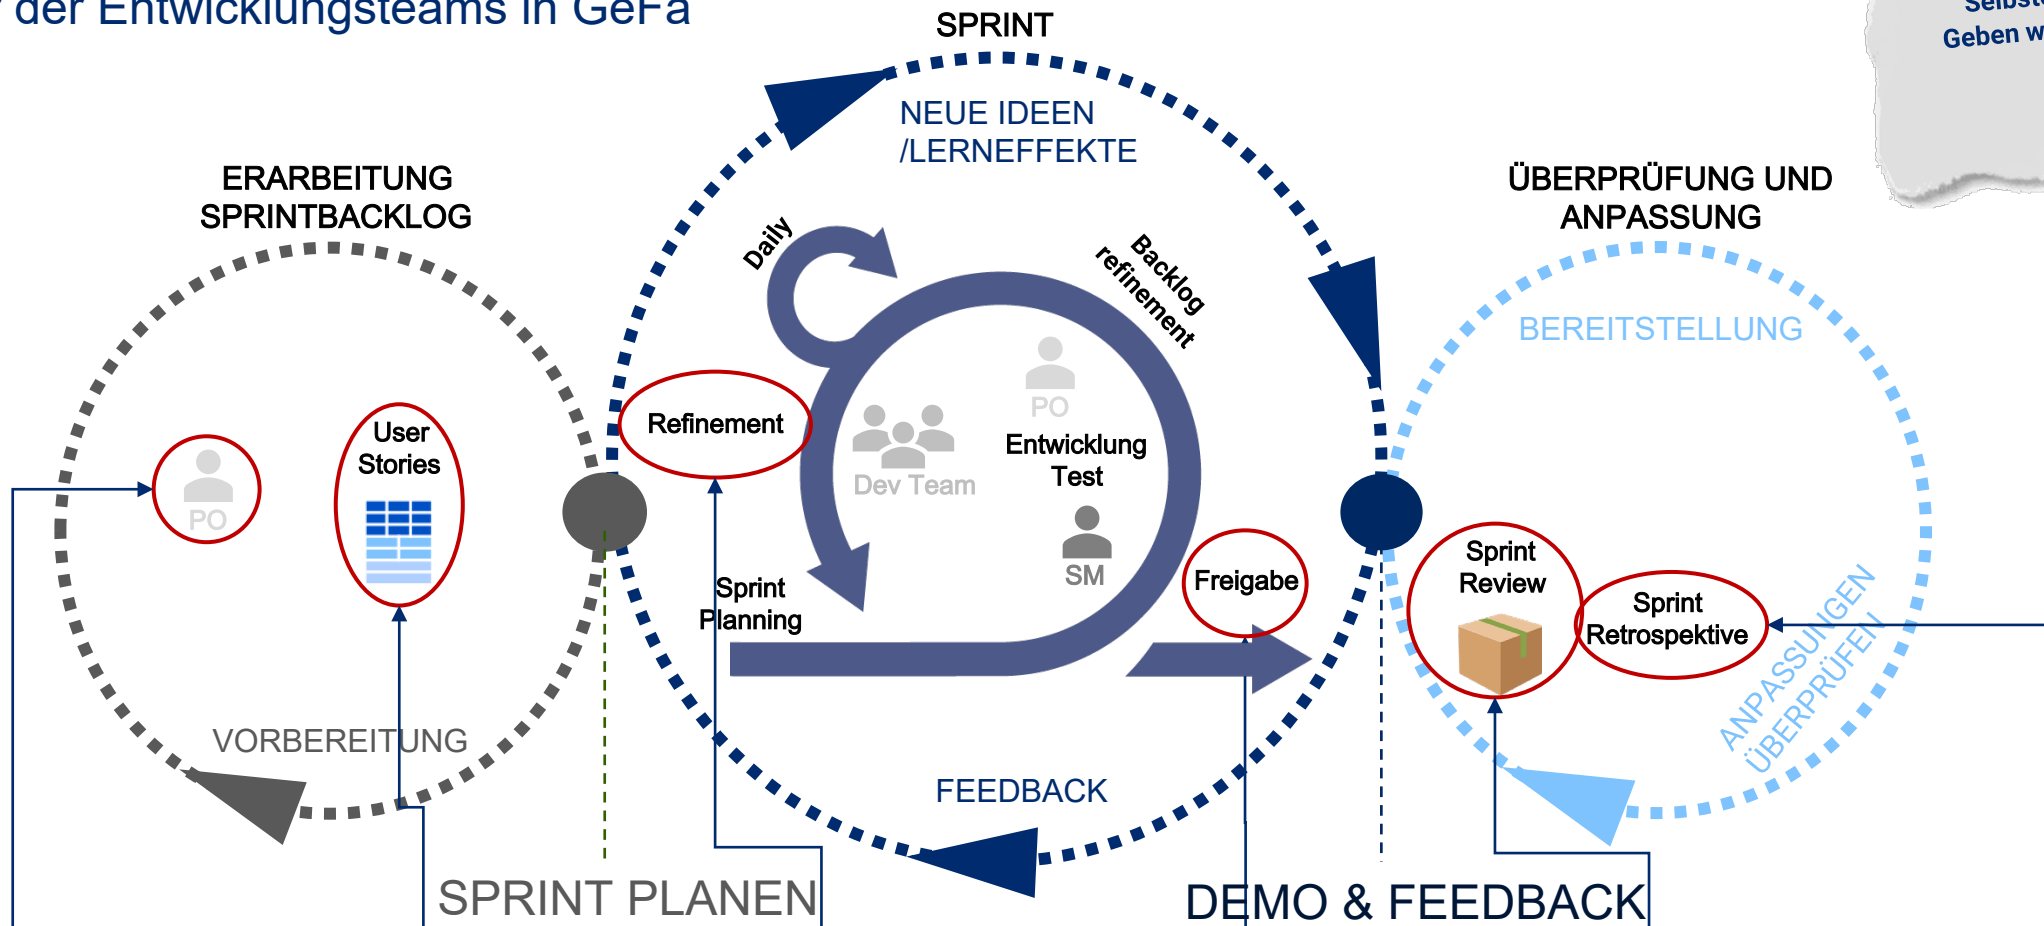 der Entwicklungsteams in GeFa
Geben w
SPRINT
NEUE IDEEN
/LERNEFFEKTE
ERARBEITUNG
SPRINTBACKLOG
ÜBERPRÜFUNG UND
ANPASSUNG
Daily
Backlog
refinement
BEREITSTELLUNG
PO
User
Stories
Refinement
Dev Team
PO
Entwicklung
Test
SM
Sprint
Planning
Freigabe
Sprint
Review
Sprint
Retrospektive
ANPASSUNGEN
ÜBERPRÜFEN
VORBEREITUNG
FEEDBACK
SPRINT PLANEN
DEMO & FEEDBACK